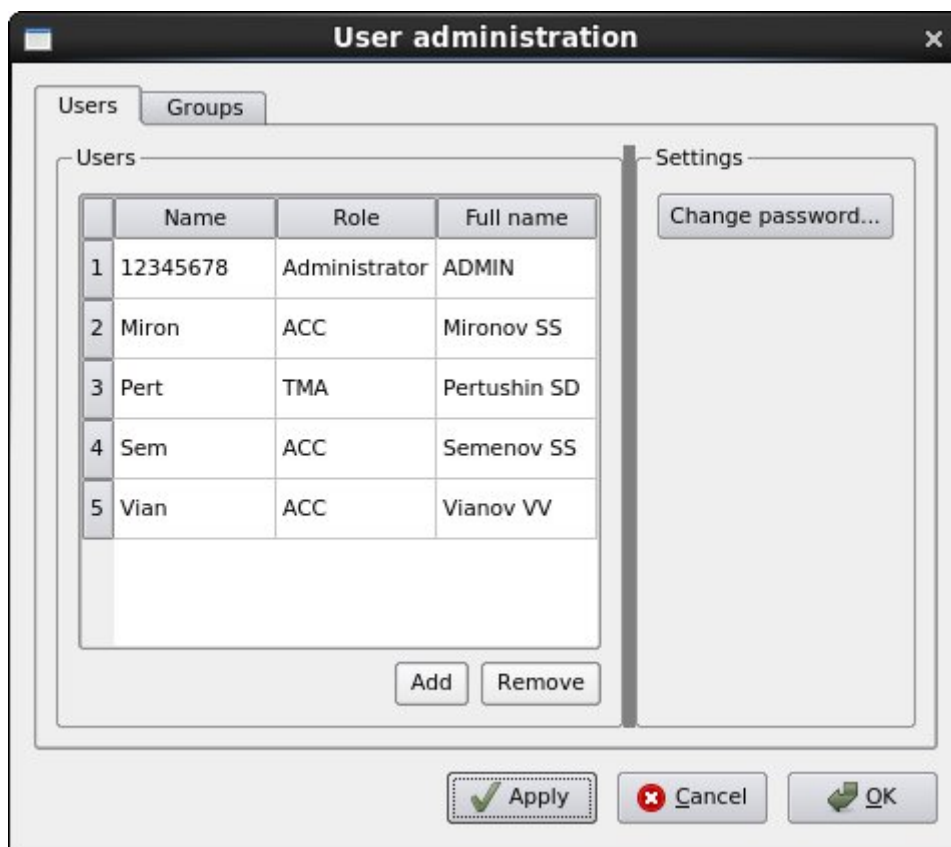 User administration
Users Groups
Users
Name Role Full name
1 12345678 Administrator ADMIN
2 Miron ACC Mironov SS
3 Pert TMA Pertushin SD
4 Sem ACC Semenov SS
5 Vian ACC Vianov VV
Add Remove
Settings
Change password...
Apply Cancel OK